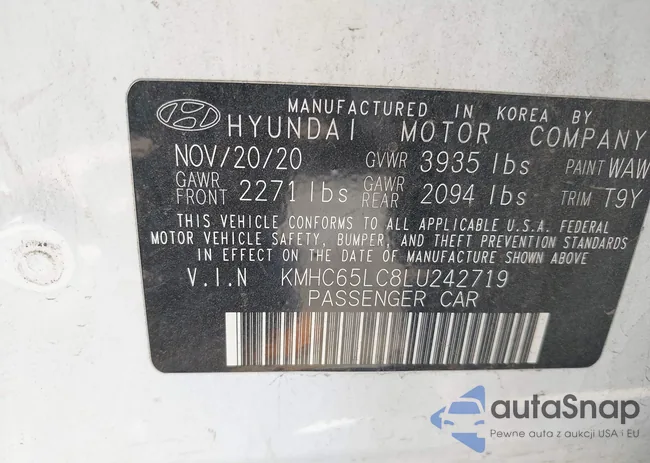 MANUFACTURED IN KOREA BY
HYUNDAI MOTOR COMPANY
NOV/20/20 GVWR 3935 lbs PAINT WAW
GAWR FRONT 2271 lbs GAWR REAR 2094 lbs TRIM T9Y
THIS VEHICLE CONFORMS TO ALL APPLICABLE U.S.A. FEDERAL
MOTOR VEHICLE SAFETY, BUMPER, AND THEFT PREVENTION STANDARDS
IN EFFECT ON THE DATE OF MANUFACTURE SHOWN ABOVE
V.I.N KMHC65LC8LU242719
PASSENGER CAR
autoSnap
Pewne auta z aukcji USA i EU